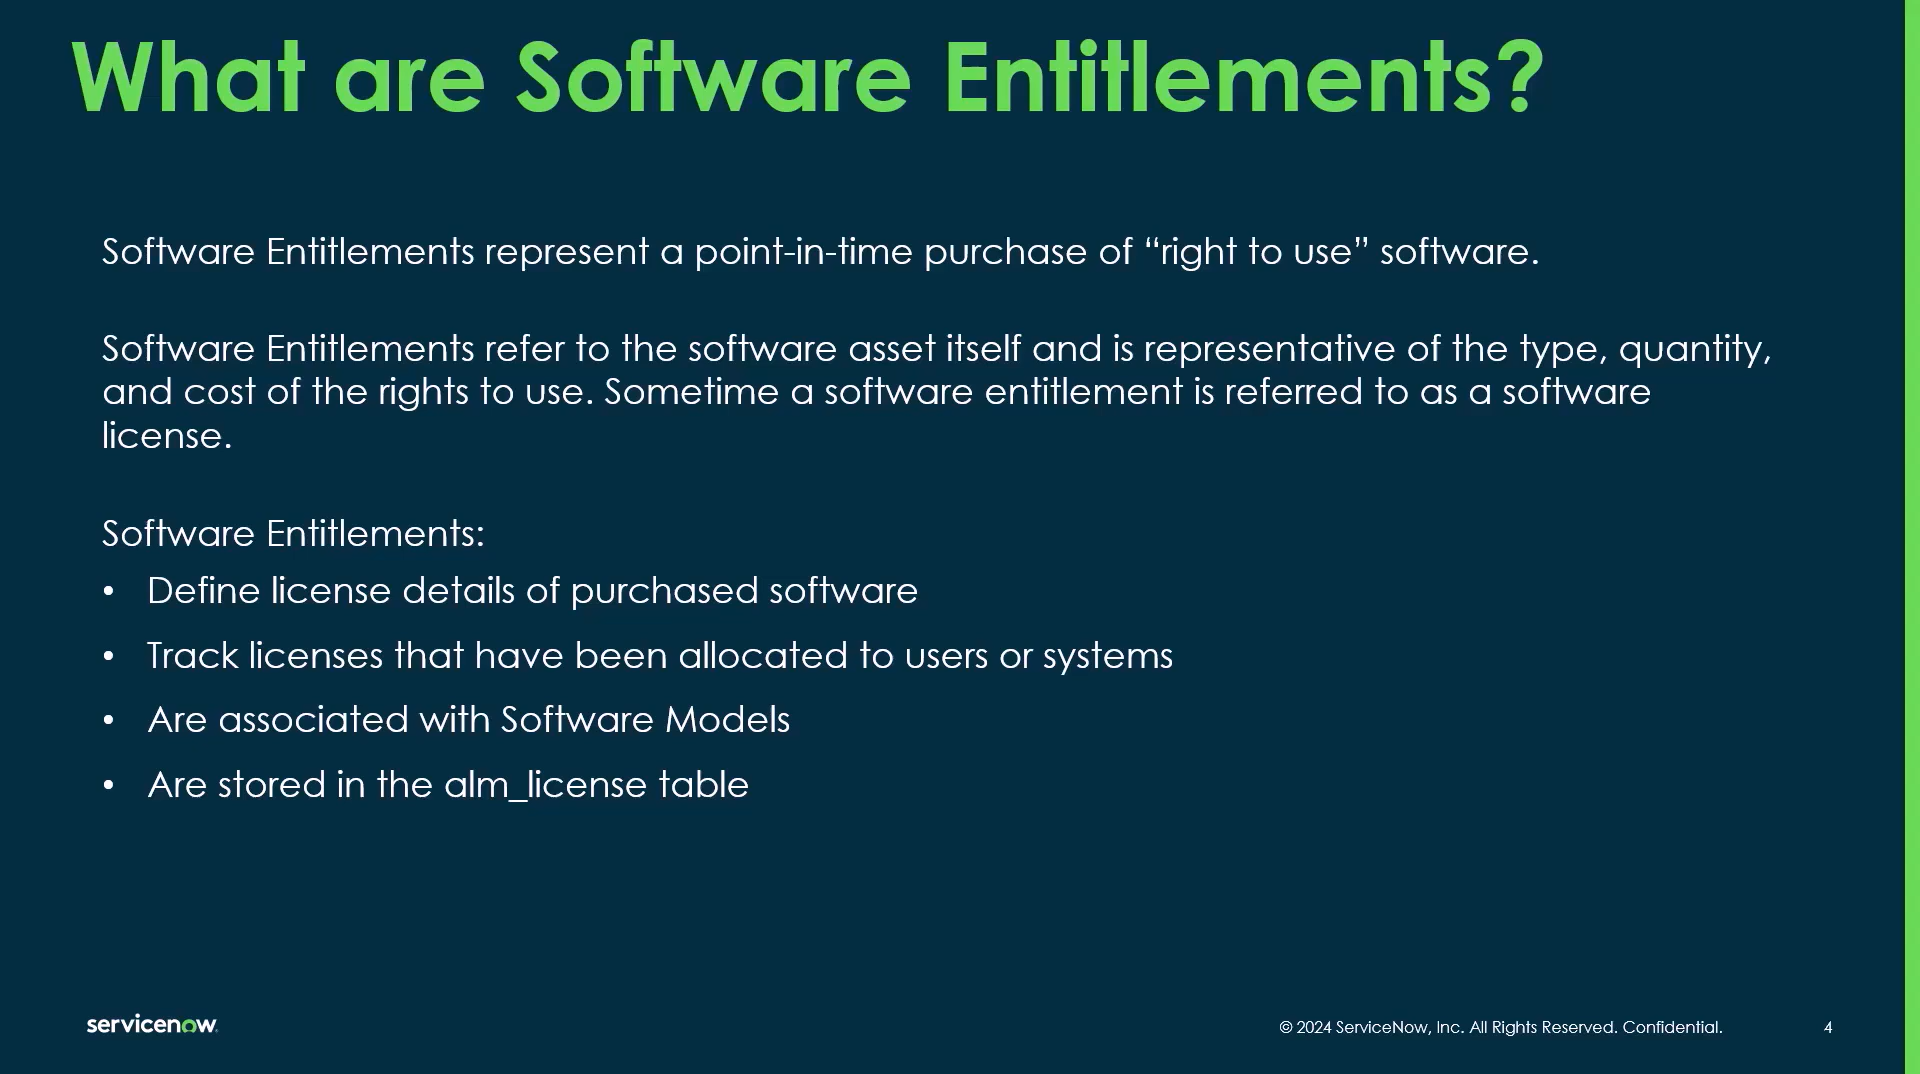 What are Software Entitlements?
Software Entitlements represent a point-in-time purchase of “right to use” software.
Software Entitlements refer to the software asset itself and is representative of the type, quantity,
and cost of the rights to use. Sometime a software entitlement is referred to as a software
license.
Software Entitlements:
• Define license details of purchased software
• Track licenses that have been allocated to users or systems
• Are associated with Software Models
• Are stored in the alm_license table
servicenow
© 2024 ServiceNow, Inc. All Rights Reserved. Confidential.
4